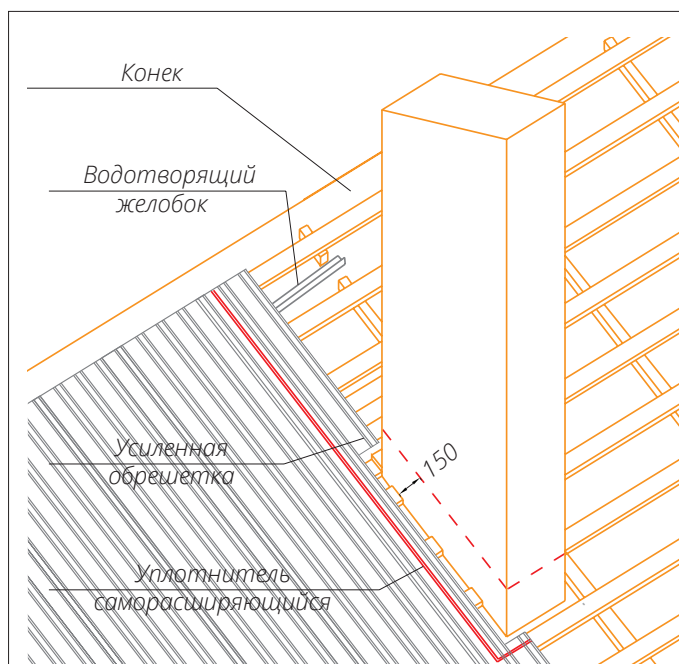 Конек
Водотворящий
желобок
Усиленная
обрешетка
150
Уплотнитель
саморасширяющийся